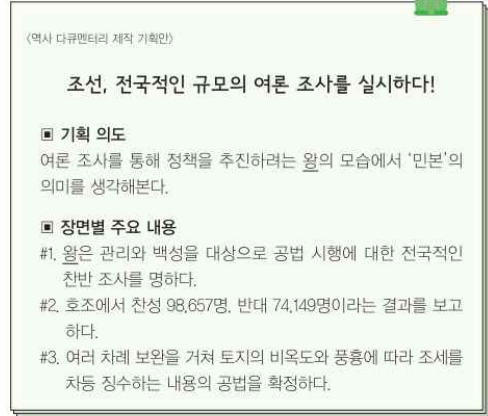 〈역사 다큐멘터리 제작 기획안〉
조선, 전국적인 규모의 여론 조사를 실시하다!
▣ 기획 의도
여론 조사를 통해 정책을 추진하려는 왕의 모습에서 '민본'의
의미를 생각해본다.
▣ 장면별 주요 내용
#1. 왕은 관리와 백성을 대상으로 공법 시행에 대한 전국적인
찬반 조사를 명하다.
#2. 호조에서 찬성 98,657명, 반대 74,149명이라는 결과를 보고
하다.
#3. 여러 차례 보완을 거쳐 토지의 비옥도와 풍흉에 따라 조세를
차등 징수하는 내용의 공법을 확정하다.